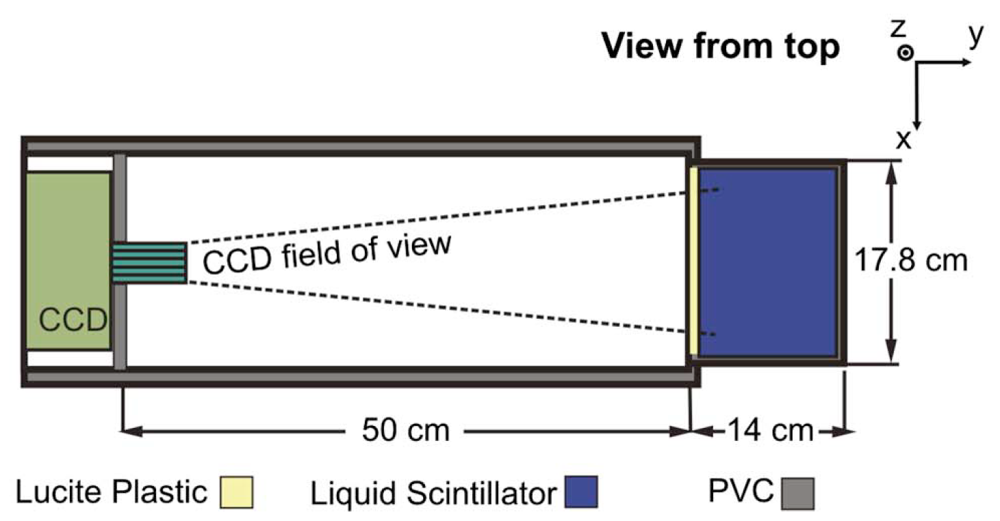 View from top
z
y
x
CCD field of view
17.8 cm
CCD
50 cm
14 cm
Lucite Plastic
Liquid Scintillator
PVC